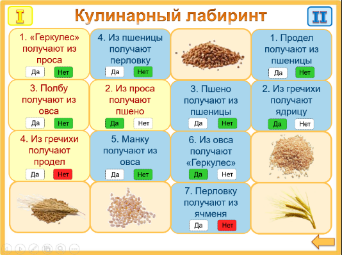 I
Кулинарный лабиринт
II
1. «Геркулес»
получают из
проса
Да Нет
4. Из пшеницы
получают
перловку
Да Нет
1. Продел
получают из
пшеницы
Да Нет
3. Полбу
получают из
овса
Да Нет
2. Из проса
получают
пшено
Да Нет
3. Пшено
получают из
пшеницы
Да Нет
2. Из гречихи
получают
ядрицу
Да Нет
4. Из гречихи
получают
продел
Да Нет
5. Манку
получают из
овса
Да Нет
6. Из овса
получают
«Геркулес»
Да Нет
7. Перловку
получают из
ячменя
Да Нет